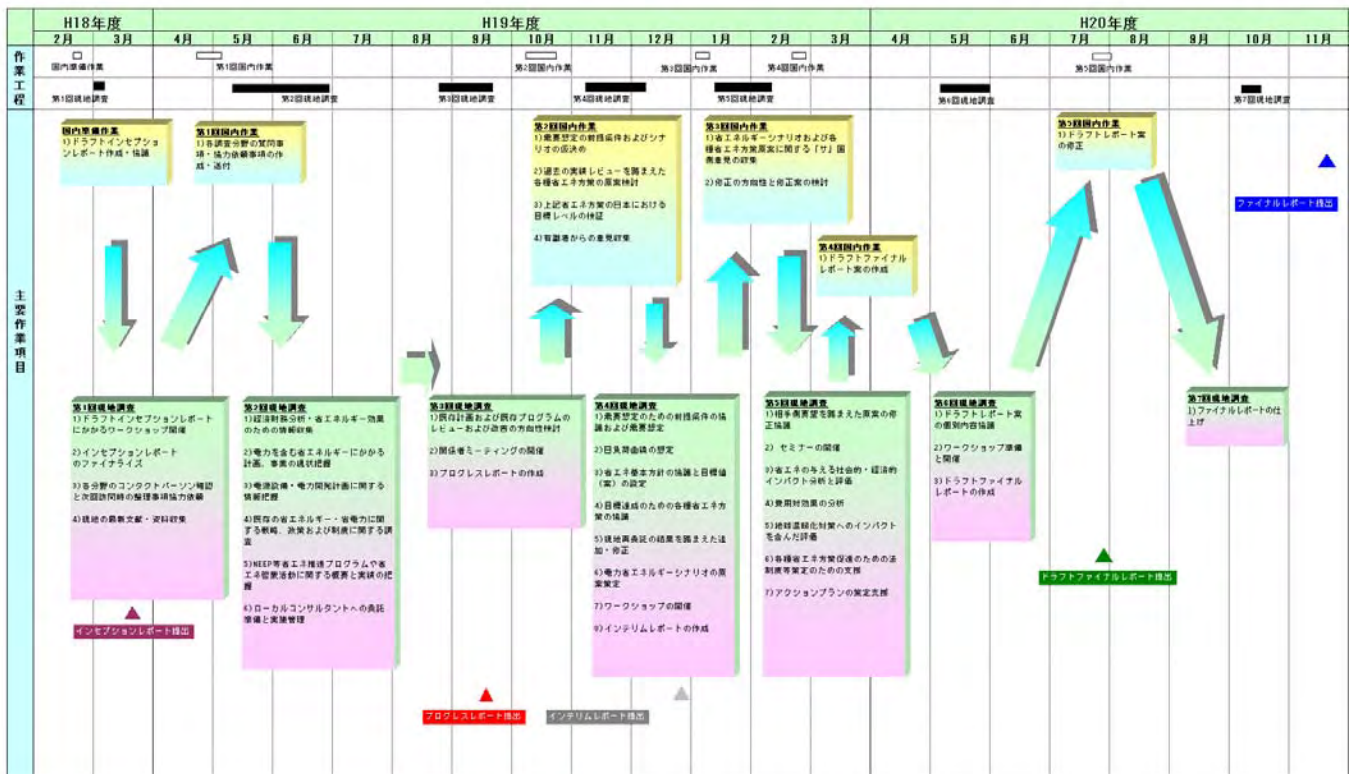 H18年度
H19年度
H20年度
2月
3月
4月
5月
6月
7月
8月
9月
10月
11月
12月
1月
2月
3月
4月
5月
6月
7月
8月
9月
10月
11月
作業工程
国内準備作業
第1回国内作業
第2回国内作業
第3回国内作業
第4回国内作業
第5回国内作業
第1回現地調査
第2回現地調査
第3回現地調査
第4回現地調査
第5回現地調査
第6回現地調査
第7回現地調査
主要作業項目
国内準備作業
1)ドラフトインセプションレポート作成・協議
第1回国内作業
1)各調査分野の質問事項・協力依頼事項の作成・送付
第2回国内作業
1)需要想定の前提条件およびシナリオの仮決め
2)過去の実績レビューを踏まえた各種省エネ方策の原案検討
3)上記省エネ方策の日本における目標レベルの検証
4)有識者からの意見収集
第3回国内作業
1)省エネルギーシナリオおよび各種省エネ方策原案に関する「サ」国側意見の収集
2)修正の方向性と修正案の検討
第4回国内作業
1)ドラフトファイナルレポート案の作成
第5回国内作業
1)ドラフトレポート案の修正
ファイナルレポート提出
第1回現地調査
1)ドラフトインセプションレポートにかかるワークショップ開催
2)インセプションレポートのファイナライズ
3)各分野のコンタクトパーソン確認と次回訪問時の整理事項協力依頼
4)現地の最新文献・資料収集
インセプションレポート提出
第2回現地調査
1)経済財務分析・省エネルギー効果のための情報収集
2)電力を含む省エネルギーにかかる計画、事業の現状把握
3)電源設備・電力開発計画に関する情報把握
4)既存の省エネルギー・省電力に関する戦略、政策および制度に関する調査
5)NEEP等省エネ推進プログラムや省エネ啓蒙活動に関する概要と実績の把握
6)ローカルコンサルタントへの委託準備と実施管理
第3回現地調査
1)既存計画および既存プログラムのレビューおよび改善の方向性検討
2)関係者ミーティングの開催
3)プログレスレポートの作成
プログレスレポート提出
第4回現地調査
1)需要想定のための前提条件の協議および需要想定
2)日負荷曲線の想定
3)省エネ基本方針の協議と目標値(案)の設定
4)目標達成のための各種省エネ方策の協議
5)現地再委託の結果を踏まえた追加・修正
6)電力省エネルギーシナリオの原案策定
7)ワークショップの開催
8)インテリムレポートの作成
インテリムレポート提出
第5回現地調査
1)相手側要望を踏まえた原案の修正協議
2) セミナーの開催
3)省エネの与える社会的・経済的インパクト分析と評価
4)費用対効果の分析
5)地球温暖化対策へのインパクトを含んだ評価
6)各種省エネ方策促進のための法制度等策定のための支援
7)アクションプランの策定支援
第6回現地調査
1)ドラフトレポート案の個別内容協議
2)ワークショップ準備と開催
3)ドラフトファイナルレポートの作成
ドラフトファイナルレポート提出
第7回現地調査
1)ファイナルレポートの仕上げ